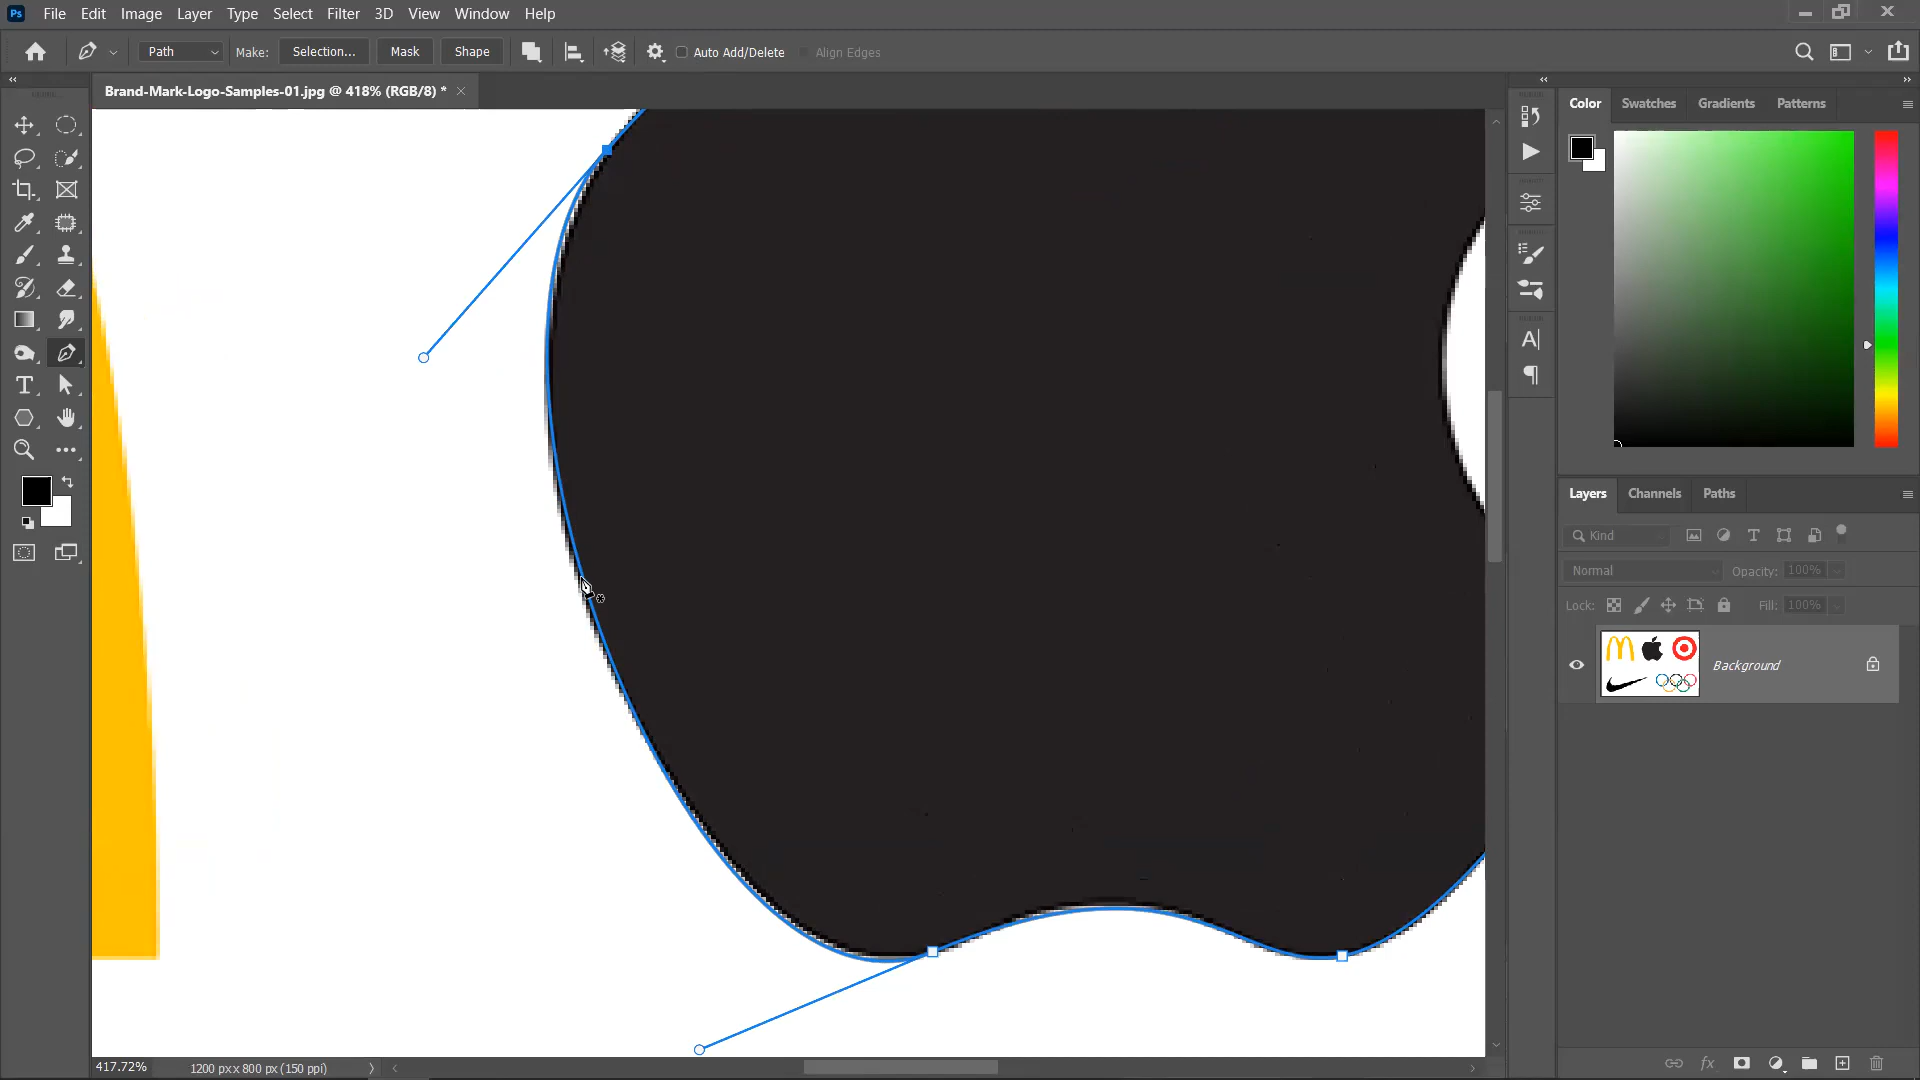 Ps File Edit Image Layer Type Select Filter 3D View Window Help
Path Make: Selection... Mask Shape Auto Add/Delete Align Edges
Brand-Mark-Logo-Samples-01.jpg @ 418% (RGB/8) *
Color Swatches Gradients Patterns
Layers Channels Paths
Kind
Normal Opacity: 100%
Lock: Fill: 100%
Background
417.72% 1200 px x 800 px (150 ppi)